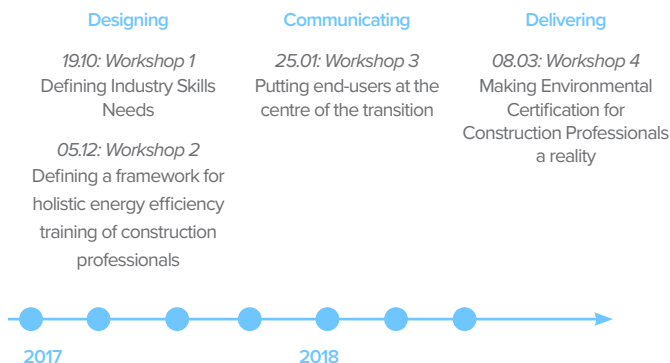 Designing
19.10: Workshop 1
Defining Industry Skills
Needs
05.12: Workshop 2
Defining a framework for
holistic energy efficiency
training of construction
professionals
Communicating
25.01: Workshop 3
Putting end-users at the
centre of the transition
Delivering
08.03: Workshop 4
Making Environmental
Certification for
Construction Professionals
a reality
2017
2018